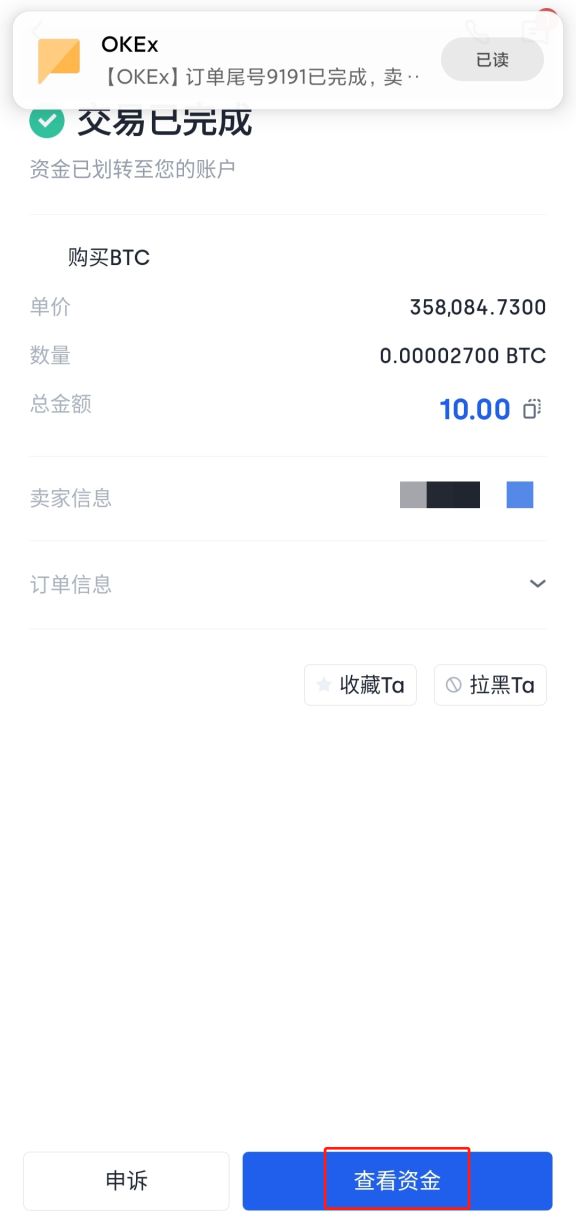 OKEx
【OKEx】订单尾号9191已完成，卖··
已读
交易已完成
资金已划转至您的账户
购买BTC
单价 358,084.7300
数量 0.00002700 BTC
总金额 10.00
卖家信息
订单信息
收藏Ta 拉黑Ta
申诉 查看资金